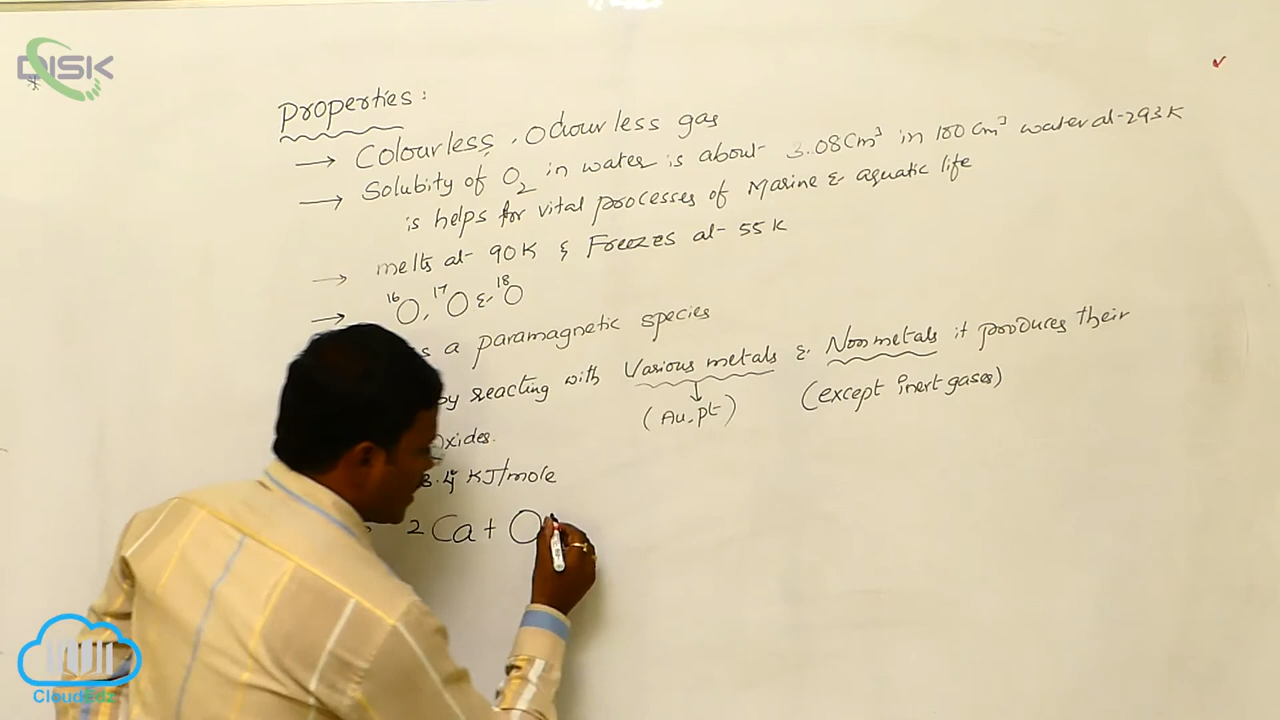 DISK
Properties:
→ Colourless, Odourless gas
→ Solubity of O2 in water is about 3.08Cm³ in 100 Cm³ water at 293K
is helps for vital processes of Marine & aquatic life
→ melts at 90K & Freezes at 55K
→ ¹⁶O, ¹⁷O & ¹⁸O
a paramagnetic species
by reacting with Various metals & Non metals it produces their
(Au, pt) (except inert gases)
oxides.
KJ/mole
2 Ca + O
CloudEdz